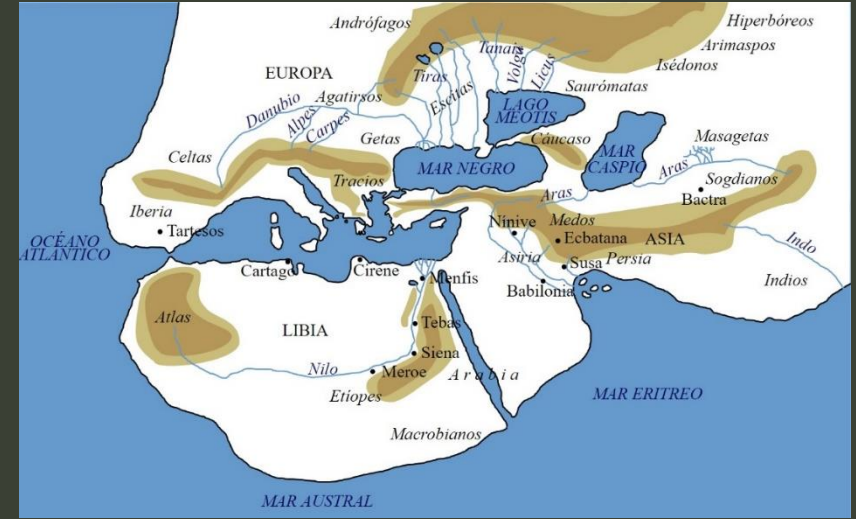 Andrófagos
Hiperbóreos
Arimaspos
Isédonos
Tanais
Volga
Licus
Tiras
Escitas
EUROPA
Saurómatas
Agatirsos
Danubio
Alpes
Carpes
LAGO
MEOTIS
Getas
Cáucaso
Masagetas
Celtas
MAR NEGRO
MAR
CASPIO
Aras
Sogdianos
Tracios
Aras
Bactra
Iberia
Tartesos
Nínive
Medos
OCÉANO
ATLÁNTICO
Ecbatana
ASIA
Indo
Asiria
Susa
Persia
Cartago
Cirene
Menfis
Babilonia
Indios
Atlas
LIBIA
Tebas
Siena
Nilo
Meroe
Arabia
Etiopes
MAR ERITREO
Macrobianos
MAR AUSTRAL